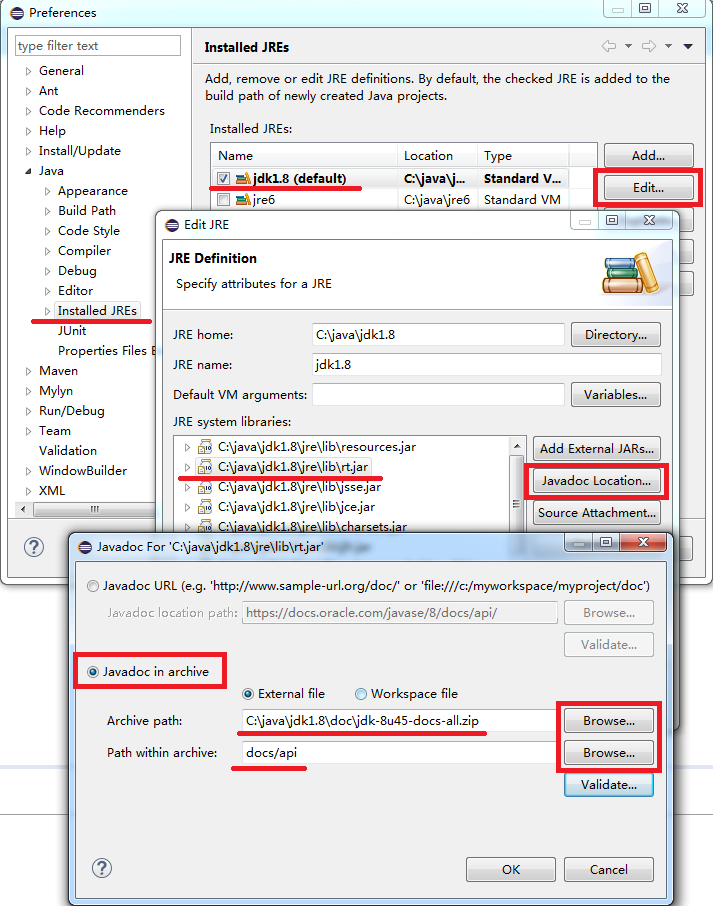 Preferences
type filter text
General
Ant
Code Recommenders
Help
Install/Update
Java
Appearance
Build Path
Code Style
Compiler
Debug
Editor
Installed JREs
JUnit
Properties Files
Maven
Mylyn
Run/Debug
Team
Validation
WindowBuilder
XML
Installed JREs
Add, remove or edit JRE definitions. By default, the checked JRE is added to the
build path of newly created Java projects.
Installed JREs:
Name Location Type
jdk1.8 (default) C:\java\j... Standard V...
jre6 C:\java\jre6 Standard VM
Add...
Edit...
Edit JRE
JRE Definition
Specify attributes for a JRE
JRE home: C:\java\jdk1.8 Directory...
JRE name: jdk1.8
Default VM arguments: Variables...
JRE system libraries:
C:\java\jdk1.8\jre\lib\resources.jar
C:\java\jdk1.8\jre\lib\rt.jar
C:\java\jdk1.8\jre\lib\jsse.jar
C:\java\jdk1.8\jre\lib\jce.jar
C:\java\jdk1.8\jre\lib\charsets.jar
Add External JARs...
Javadoc Location...
Source Attachment...
Javadoc For 'C:\java\jdk1.8\jre\lib\rt.jar'
Javadoc URL (e.g. 'http://www.sample-url.org/doc/' or 'file:///c:/myworkspace/myproject/doc')
Javadoc location path: https://docs.oracle.com/javase/8/docs/api/ Browse...
Validate...
Javadoc in archive
External file Workspace file
Archive path: C:\java\jdk1.8\doc\jdk-8u45-docs-all.zip Browse...
Path within archive: docs/api Browse...
Validate...
OK Cancel